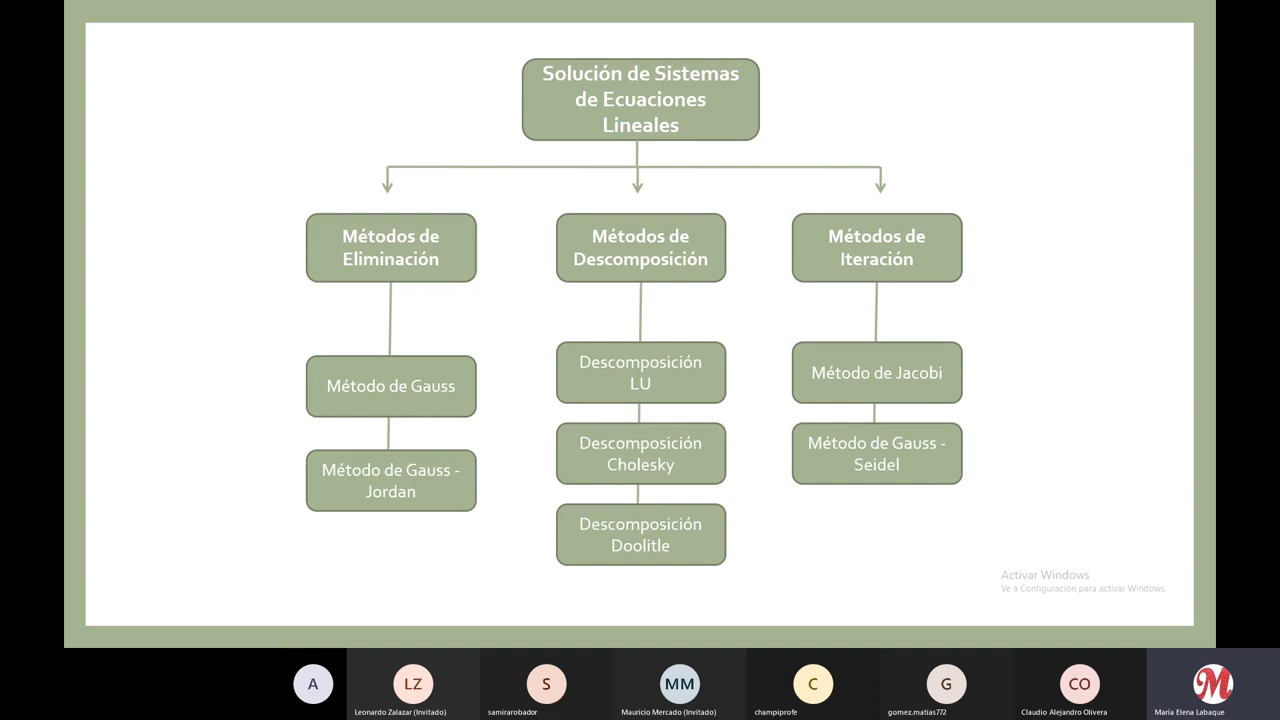 Solución de Sistemas
de Ecuaciones
Lineales
Métodos de
Eliminación
Métodos de
Descomposición
Métodos de
Iteración
Método de Gauss
Método de Gauss -
Jordan
Descomposición
LU
Descomposición
Cholesky
Descomposición
Doolitle
Método de Jacobi
Método de Gauss -
Seidel
Activar Windows
Ve a Configuración para activar Windows.
A
LZ
Leonardo Zalazar (Invitado)
S
samirarobador
MM
Mauricio Mercado (Invitado)
C
champiprofe
G
gomez.matias772
CO
Claudio Alejandro Olivera
M
María Elena Labaque